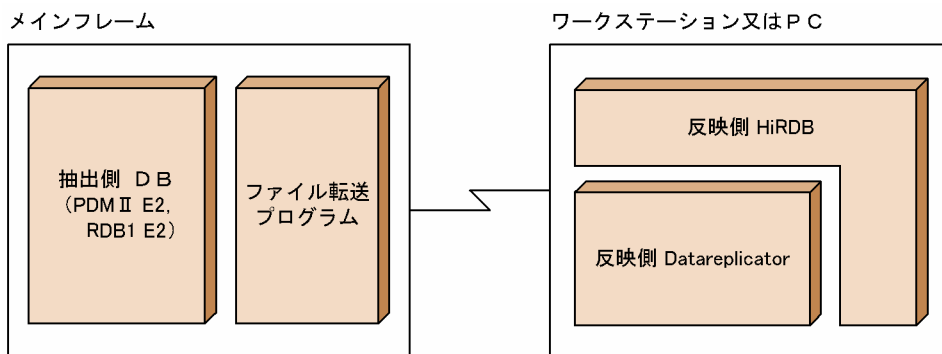 メインフレーム
抽出側 ＤＢ
(PDMⅡ E2,
RDB1 E2)
ファイル転送
プログラム
ワークステーション又はＰＣ
反映側 HiRDB
反映側 Datareplicator